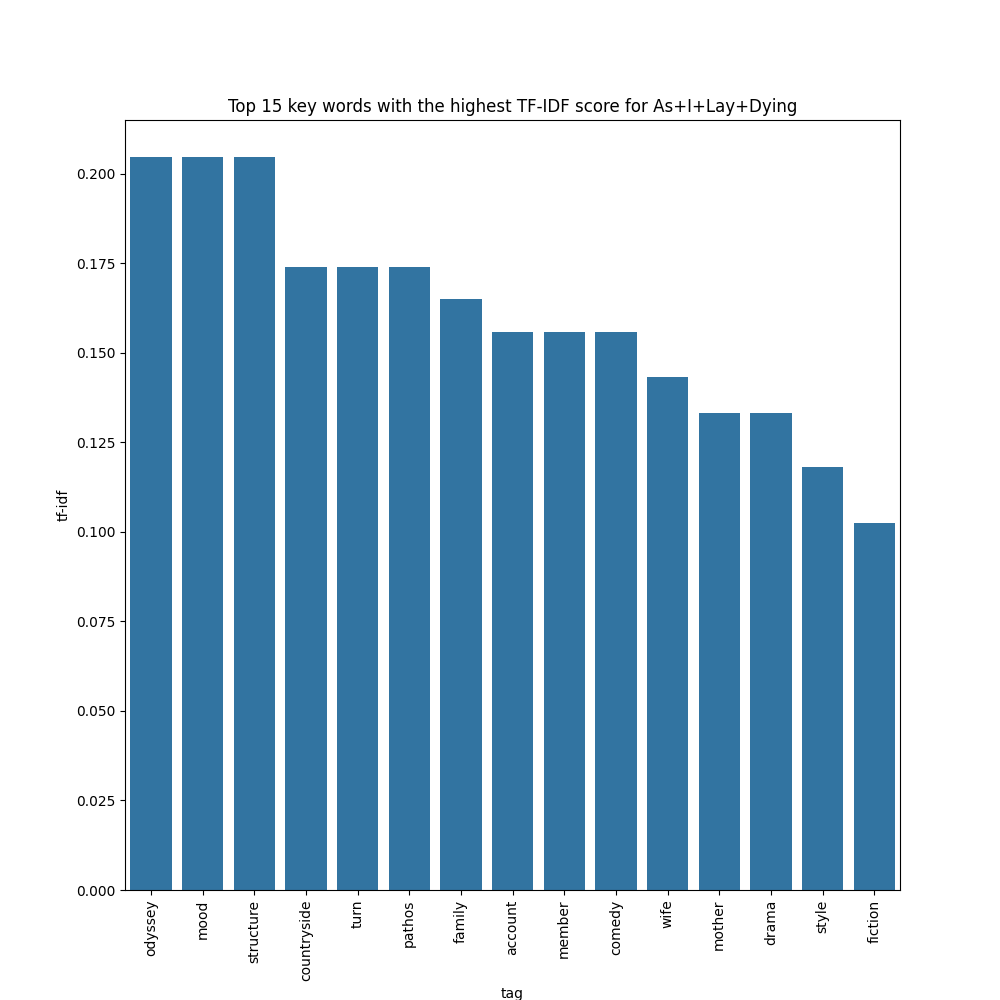 Top 15 key words with the highest TF-IDF score for As+I+Lay+Dying
0.200
0.175
0.150
0.125
0.100
0.075
0.050
0.025
0.000
tf-idf
odyssey
mood
structure
countryside
turn
pathos
family
account
member
comedy
wife
mother
drama
style
fiction
tag